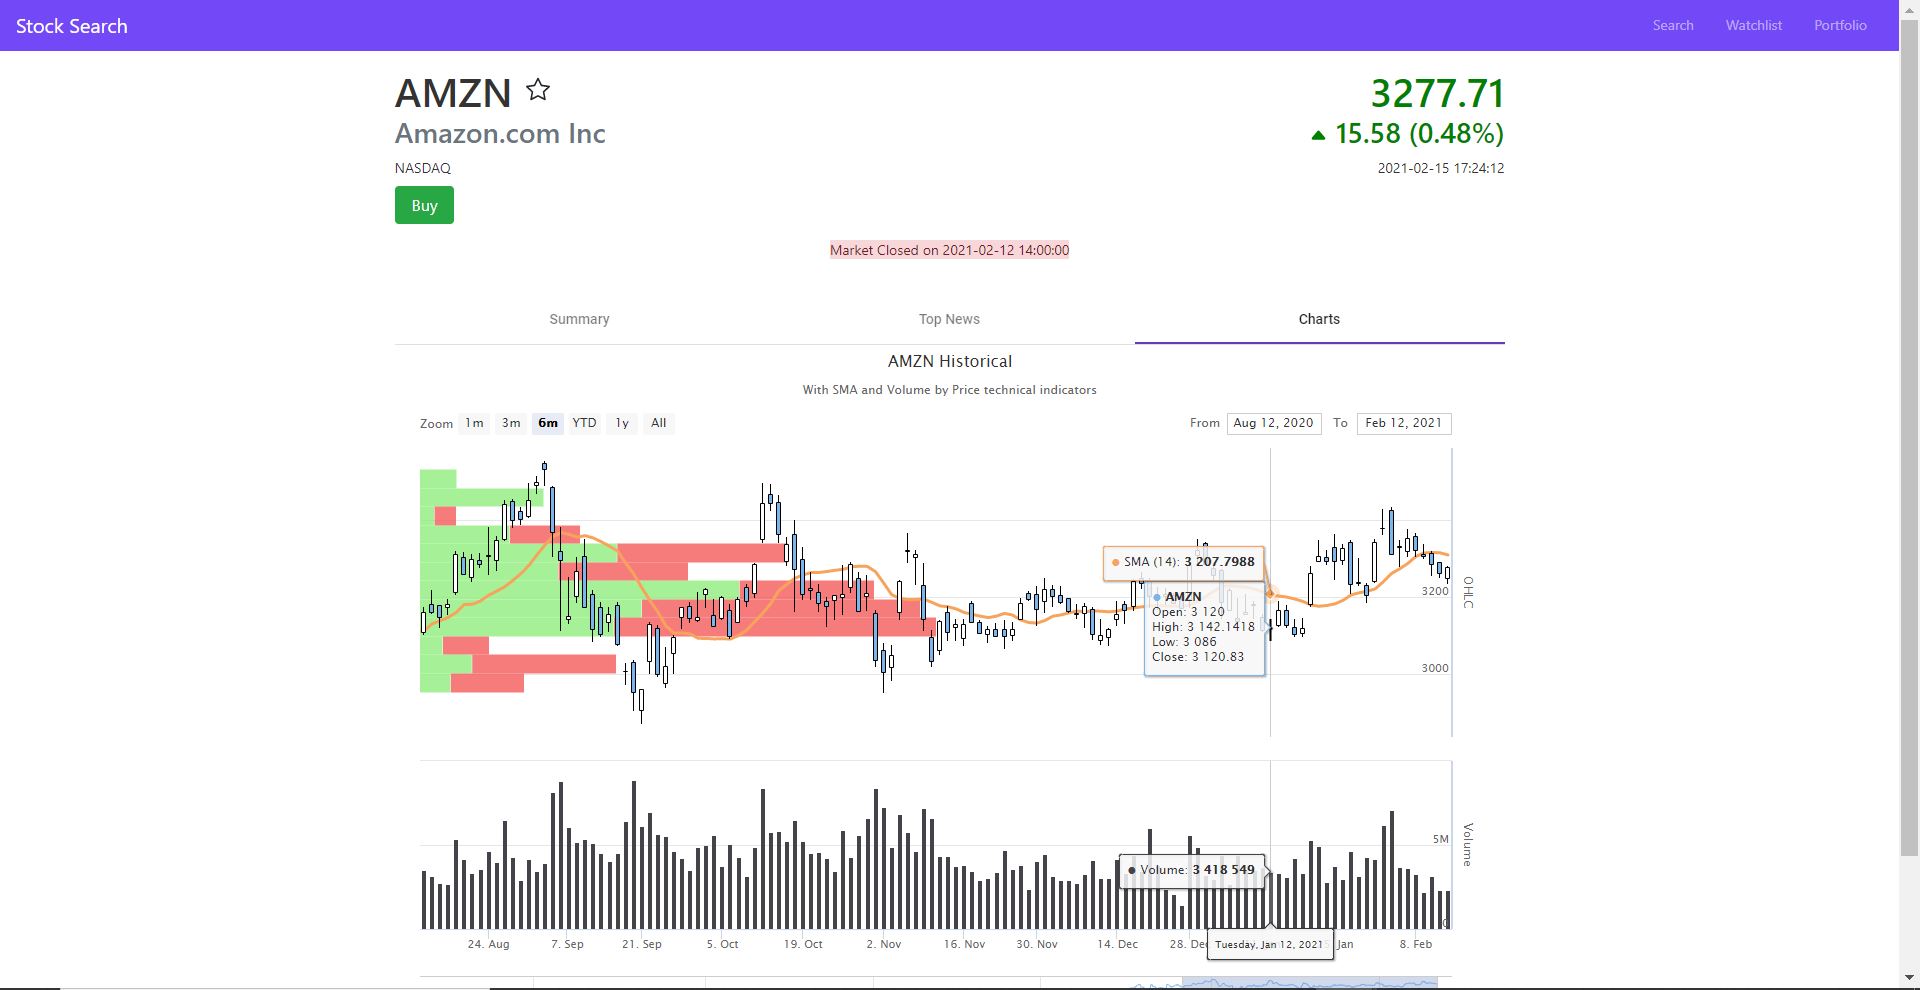 Stock Search
Search Watchlist Portfolio
AMZN
3277.71
Amazon.com Inc
15.58 (0.48%)
NASDAQ
2021-02-15 17:24:12
Buy
Market Closed on 2021-02-12 14:00:00
Summary Top News Charts
AMZN Historical
With SMA and Volume by Price technical indicators
Zoom 1m 3m 6m YTD 1y All
From Aug 12, 2020 To Feb 12, 2021
SMA (14): 3 207.7988
AMZN
Open: 3 120
High: 3 142.1418
Low: 3 086
Close: 3 120.83
3200
3000
OHLC
5M
0
Volume
Volume: 3 418 549
24. Aug 7. Sep 21. Sep 5. Oct 19. Oct 2. Nov 16. Nov 30. Nov 14. Dec 28. Jan 8. Feb
Tuesday, Jan 12, 2021